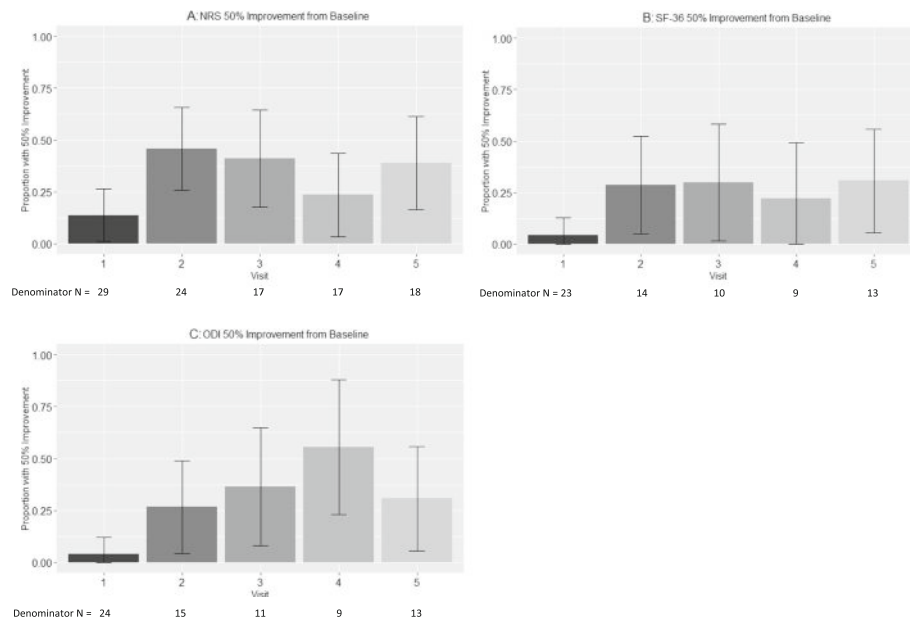 A: NRS 50% Improvement from Baseline
Proportion with 50% Improvement
1.00
0.75
0.50
0.25
0.00
1 2 3 4 5
Visit
Denominator N = 29 24 17 17 18
B: SF-36 50% Improvement from Baseline
Proportion with 50% Improvement
1.00
0.75
0.50
0.25
0.00
1 2 3 4 5
Visit
Denominator N = 23 14 10 9 13
C: ODI 50% Improvement from Baseline
Proportion with 50% Improvement
1.00
0.75
0.50
0.25
0.00
1 2 3 4 5
Visit
Denominator N = 24 15 11 9 13